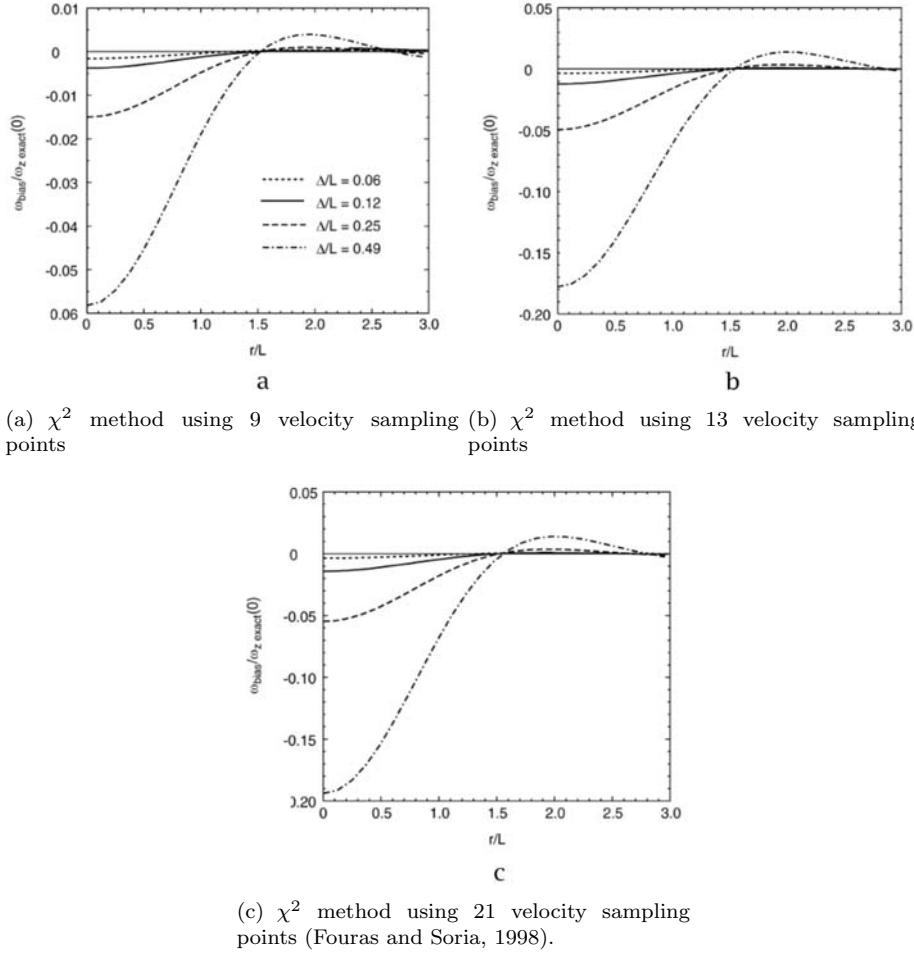 0.01
0
-0.01
-0.02
-0.03
-0.04
-0.05
0.06
ω_bias/ω_z exact(0)
Δ/L = 0.06
Δ/L = 0.12
Δ/L = 0.25
Δ/L = 0.49
0 0.5 1.0 1.5 2.0 2.5 3.0
r/L
a
0.05
0
-0.05
-0.10
-0.15
-0.20
ω_bias/ω_z exact(0)
0 0.5 1.0 1.5 2.0 2.5 3.0
r/L
b
(a) χ² method using 9 velocity sampling
points
(b) χ² method using 13 velocity sampling
points
0.05
0
-0.05
-0.10
-0.15
0.20
ω_bias/ω_z exact(0)
0 0.5 1.0 1.5 2.0 2.5 3.0
r/L
c
(c) χ² method using 21 velocity sampling
points (Fouras and Soria, 1998).